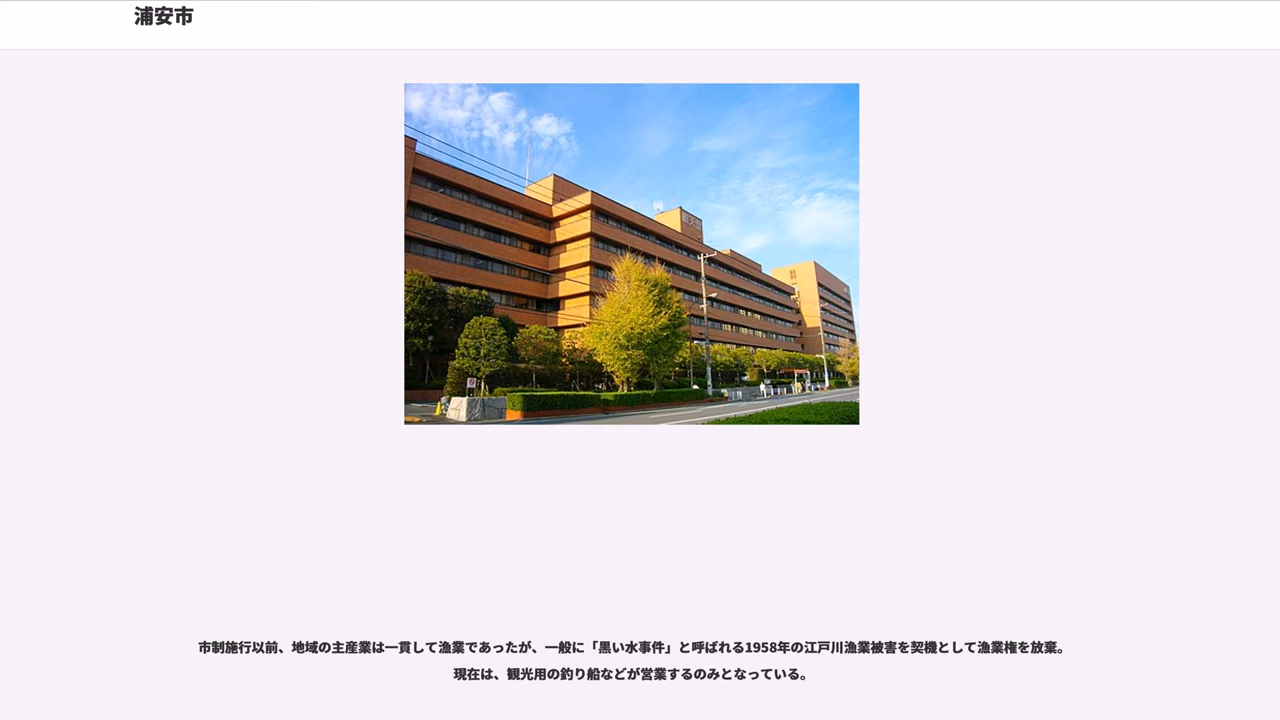 浦安市
市制施行以前、地域の主産業は一貫して漁業であったが、一般に「黒い水事件」と呼ばれる1958年の江戸川漁業被害を契機として漁業権を放棄。
現在は、観光用の釣り船などが営業するのみとなっている。